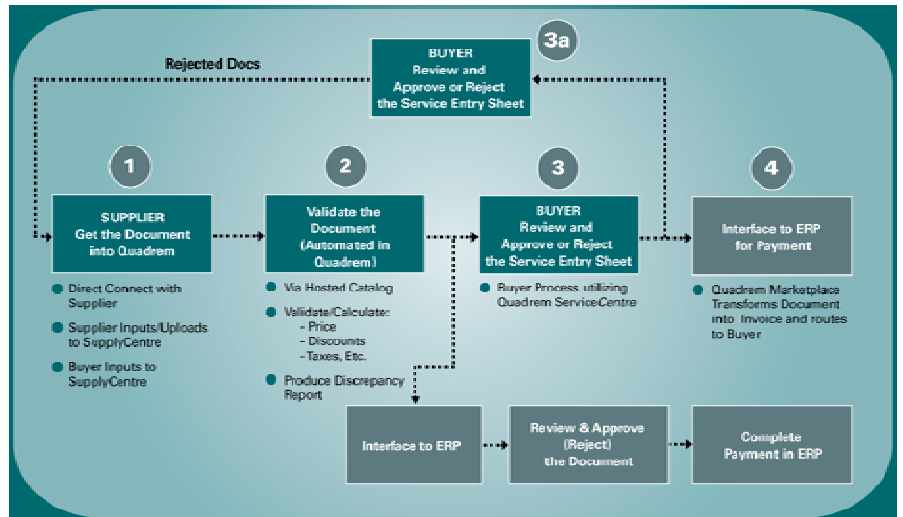 3a
BUYER
Review and
Approve or Reject
the Service Entry Sheet
Rejected Docs
1
SUPPLIER
Get the Document
into Quadrem
Direct Connect with
Supplier
Supplier Inputs/Uploads
to SupplyCentre
Buyer Inputs to
SupplyCentre
2
Validate the
Document
(Automated in
Quadrem)
Via Hosted Catalog
Validate/Calculate:
- Price
- Discounts
- Taxes, Etc.
Produce Discrepancy
Report
3
BUYER
Review and
Approve or Reject
the Service Entry Sheet
Buyer Process utilizing
Quadrem ServiceCentre
4
Interface to ERP
for Payment
Quadrem Marketplace
Transforms Document
into Invoice and routes
to Buyer
Interface to ERP
Review & Approve
(Reject)
the Document
Complete
Payment in ERP